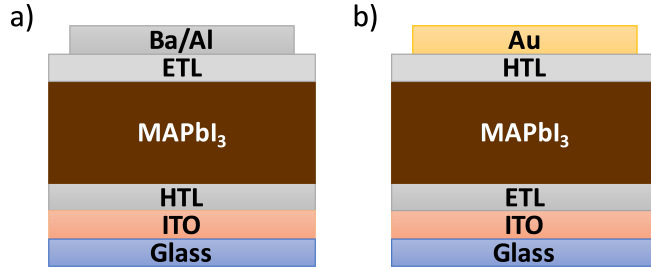 a)
Ba/Al
ETL
MAPbI₃
HTL
ITO
Glass
b)
Au
HTL
MAPbI₃
ETL
ITO
Glass